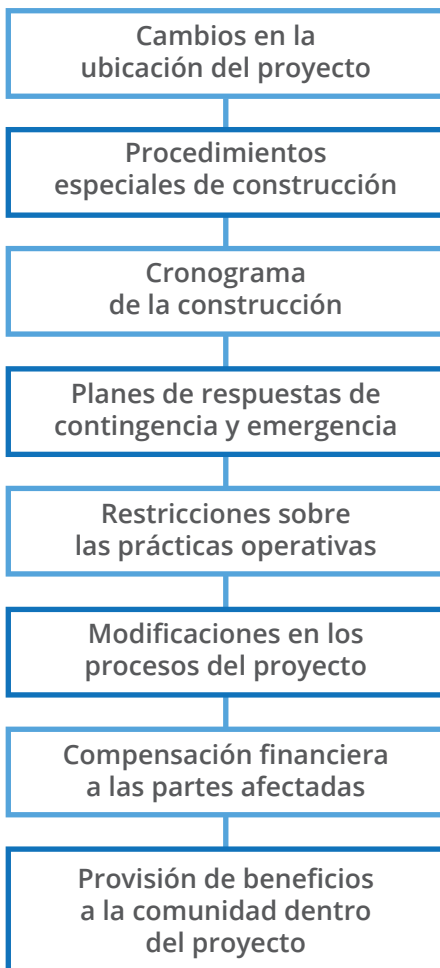 Cambios en la
ubicación del proyecto
Procedimientos
especiales de construcción
Cronograma
de la construcción
Planes de respuestas de
contingencia y emergencia
Restricciones sobre
las prácticas operativas
Modificaciones en los
procesos del proyecto
Compensación financiera
a las partes afectadas
Provisión de beneficios
a la comunidad dentro
del proyecto